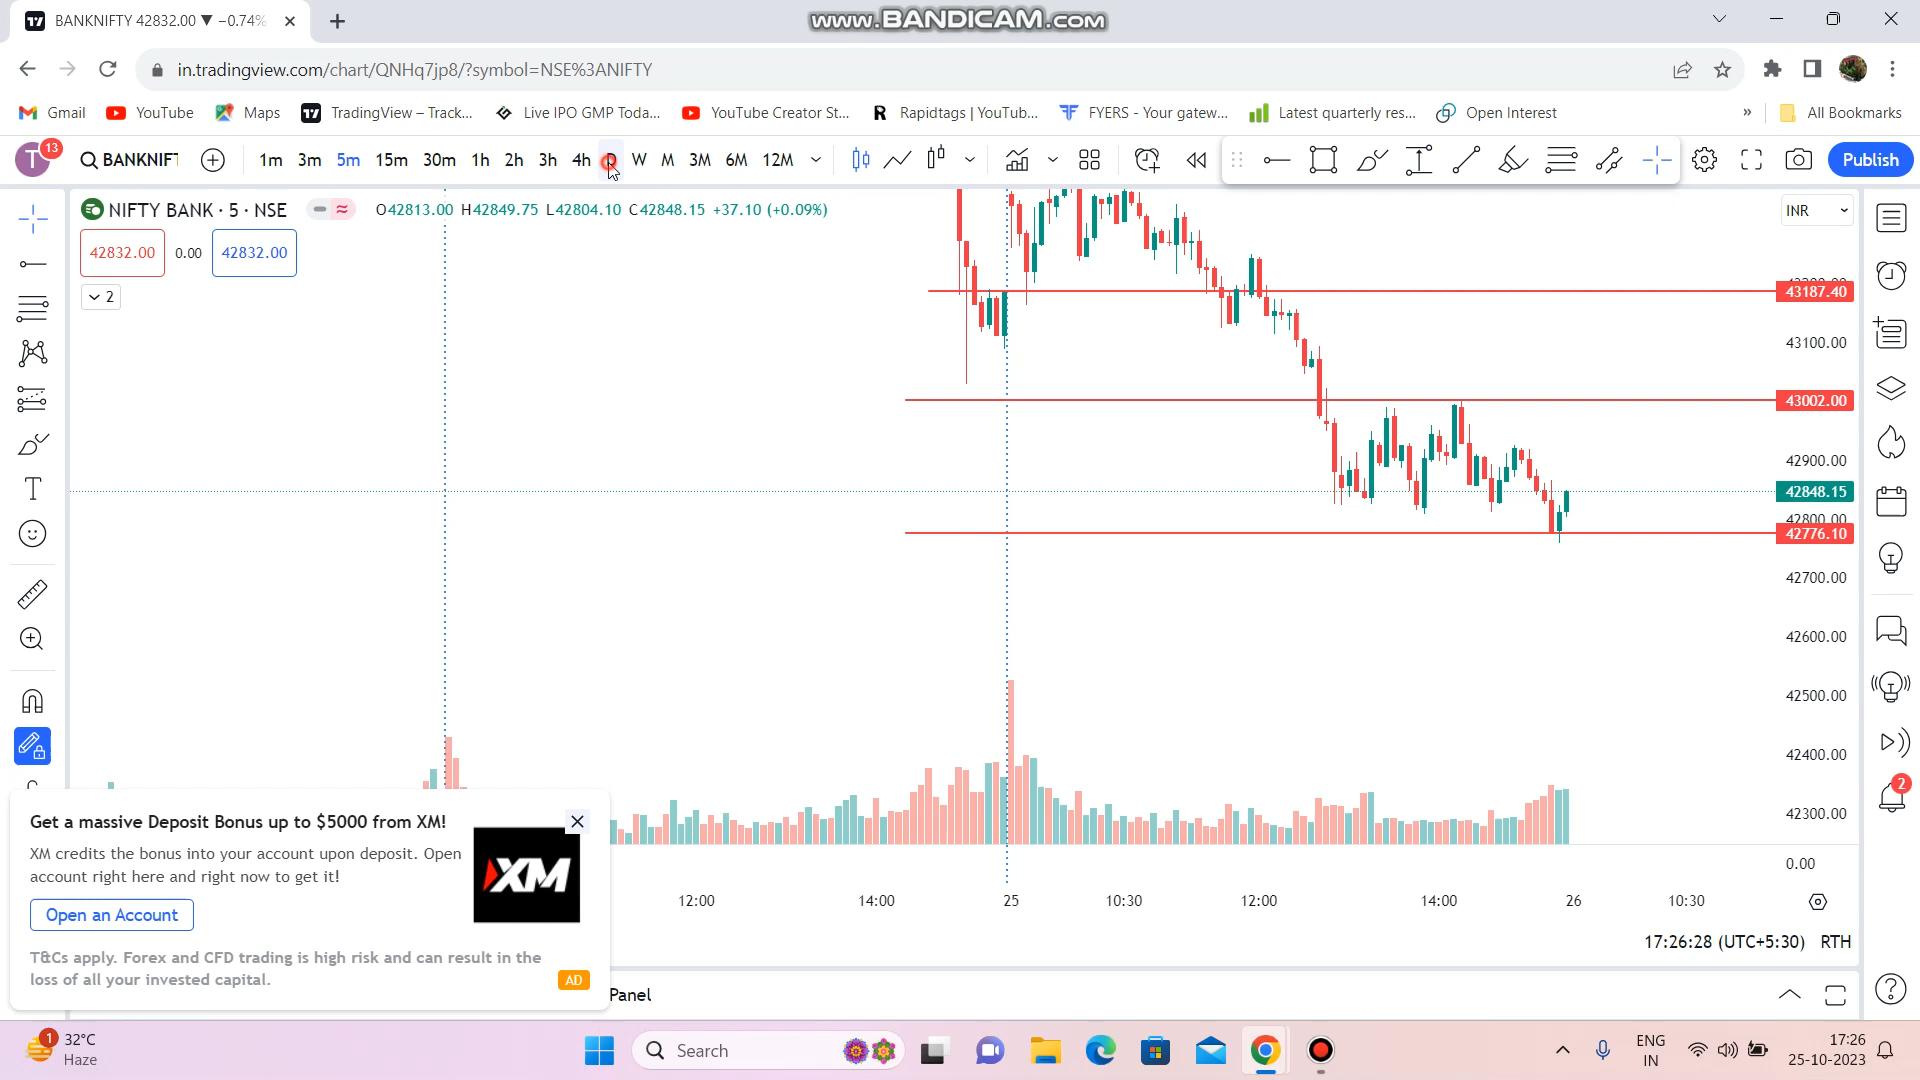 BANKNIFTY 42832.00 ▼ −0.74%
www.BANDICAM.com
in.tradingview.com/chart/QNHq7jp8/?symbol=NSE%3ANIFTY
Gmail YouTube Maps TradingView – Track... Live IPO GMP Toda... YouTube Creator St... Rapidtags | YouTub... FYERS - Your gatew... Latest quarterly res... Open Interest » All Bookmarks
T 13 BANKNIFT 1m 3m 5m 15m 30m 1h 2h 3h 4h D W M 3M 6M 12M Publish
NIFTY BANK · 5 · NSE O42813.00 H42849.75 L42804.10 C42848.15 +37.10 (+0.09%) INR
42832.00 0.00 42832.00
2
43187.40
43100.00
43002.00
42900.00
42848.15
42800.00
42776.10
42700.00
42600.00
42500.00
42400.00
2
42300.00
0.00
Get a massive Deposit Bonus up to $5000 from XM!
XM credits the bonus into your account upon deposit. Open
account right here and right now to get it!
XM
Open an Account
T&Cs apply. Forex and CFD trading is high risk and can result in the
loss of all your invested capital.
AD
12:00 14:00 25 10:30 12:00 14:00 26 10:30
17:26:28 (UTC+5:30) RTH
Panel
1 32°C
Haze
Search
ENG
IN
17:26
25-10-2023